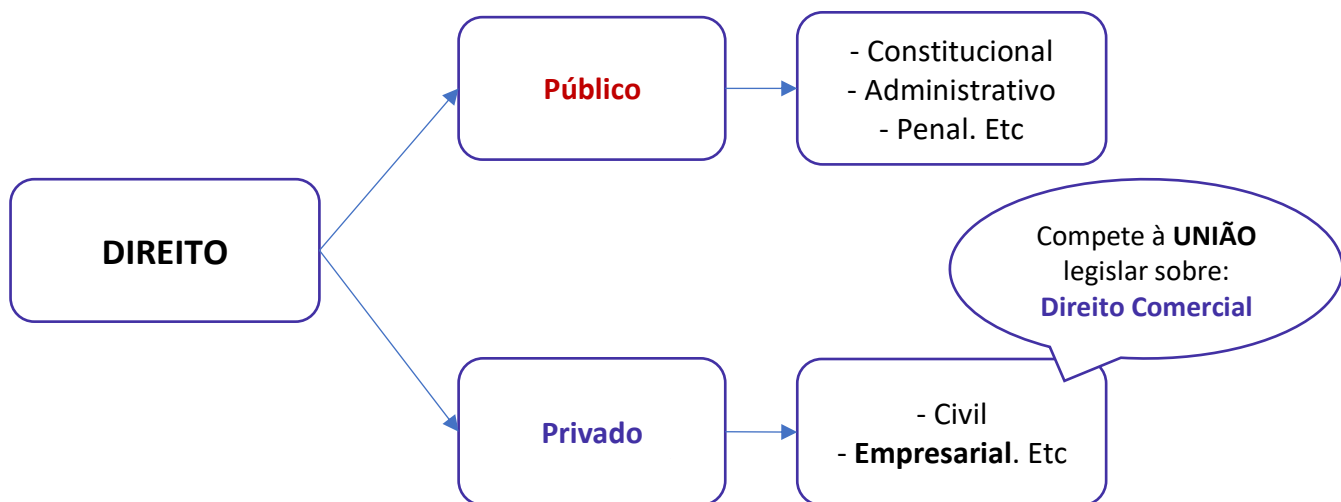 DIREITO
Público
- Constitucional
- Administrativo
- Penal. Etc
Compete à UNIÃO
legislar sobre:
Direito Comercial
Privado
- Civil
- Empresarial. Etc